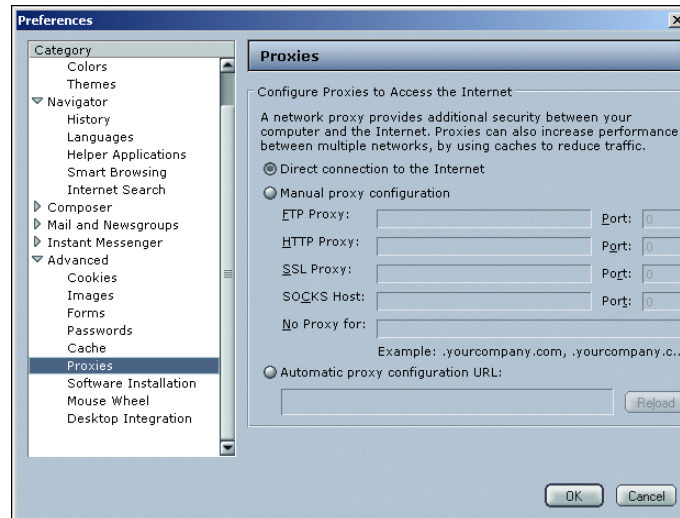 Preferences
Category
Colors
Themes
Navigator
History
Languages
Helper Applications
Smart Browsing
Internet Search
Composer
Mail and Newsgroups
Instant Messenger
Advanced
Cookies
Images
Forms
Passwords
Cache
Proxies
Software Installation
Mouse Wheel
Desktop Integration
Proxies
Configure Proxies to Access the Internet
A network proxy provides additional security between your
computer and the Internet. Proxies can also increase performance
between multiple networks, by using caches to reduce traffic.
Direct connection to the Internet
Manual proxy configuration
FTP Proxy: Port: 0
HTTP Proxy: Port: 0
SSL Proxy: Port: 0
SOCKS Host: Port: 0
No Proxy for:
Example: .yourcompany.com, .yourcompany.c...
Automatic proxy configuration URL:
Reload
OK Cancel